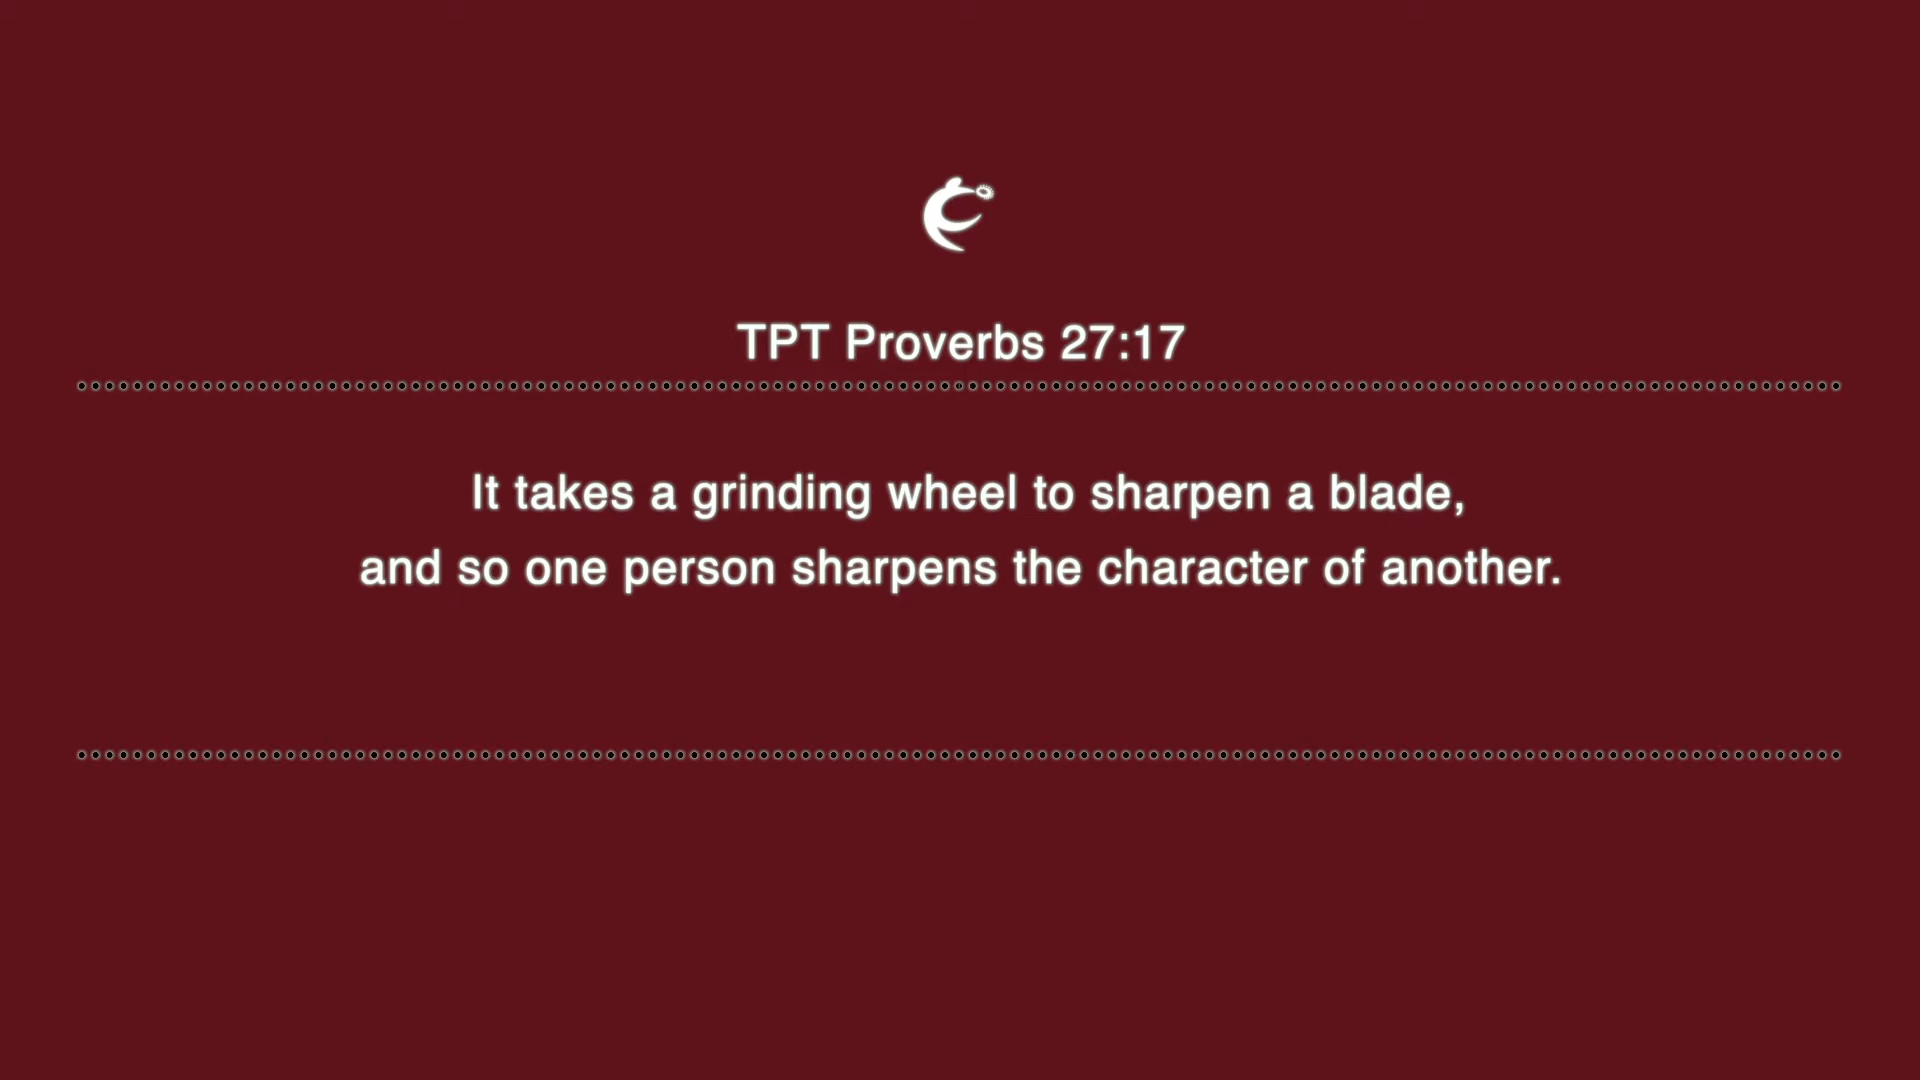 TPT Proverbs 27:17
It takes a grinding wheel to sharpen a blade,
and so one person sharpens the character of another.